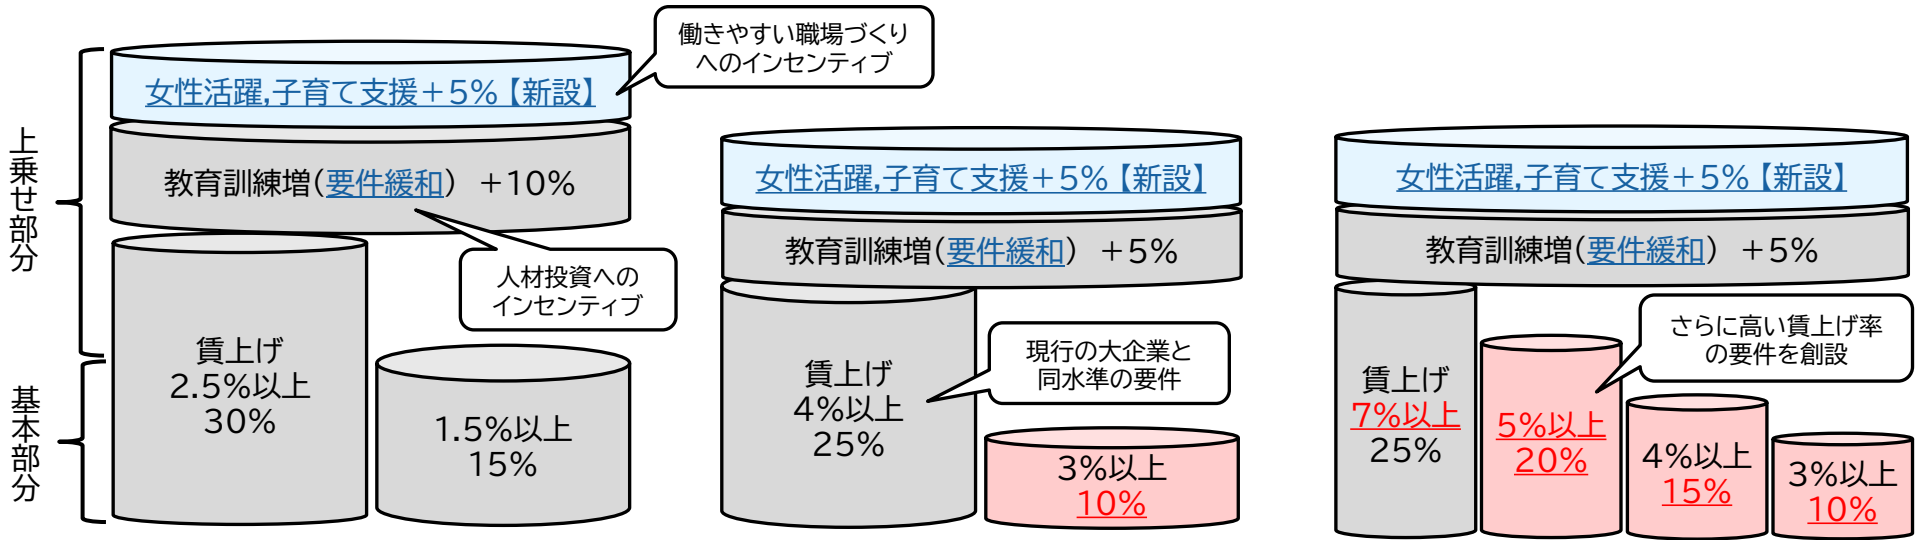 上乗せ部分
基本部分
働きやすい職場づくり
へのインセンティブ
女性活躍,子育て支援+5%【新設】
教育訓練増(要件緩和) +10%
人材投資への
インセンティブ
賃上げ
2.5%以上
30%
1.5%以上
15%
女性活躍,子育て支援+5%【新設】
教育訓練増(要件緩和) +5%
現行の大企業と
同水準の要件
賃上げ
4%以上
25%
3%以上
10%
女性活躍,子育て支援+5%【新設】
教育訓練増(要件緩和) +5%
さらに高い賃上げ率
の要件を創設
賃上げ
7%以上
25%
5%以上
20%
4%以上
15%
3%以上
10%